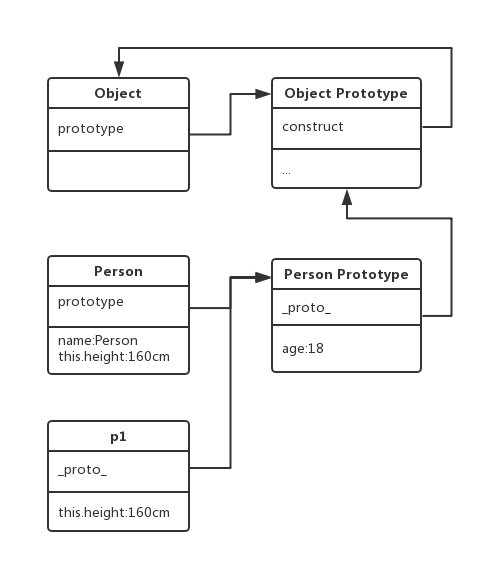 Object
prototype
Object Prototype
construct
...
Person
prototype
name:Person
this.height:160cm
Person Prototype
_proto_
age:18
p1
_proto_
this.height:160cm